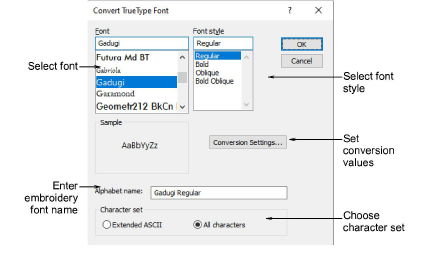 Convert TrueType Font ? ×
Font Font style
Gadugi Regular OK
Futura Md BT Regular
Gabriola Bold Cancel
Gadugi Oblique
Garamond Bold Oblique
Geometr212 BkCn
Select font
Select font
style
Sample
AaBbYyZz
Conversion Settings...
Set
conversion
values
Enter
embroidery
font name
Alphabet name: Gadugi Regular
Character set
Extended ASCII All characters
Choose
character set